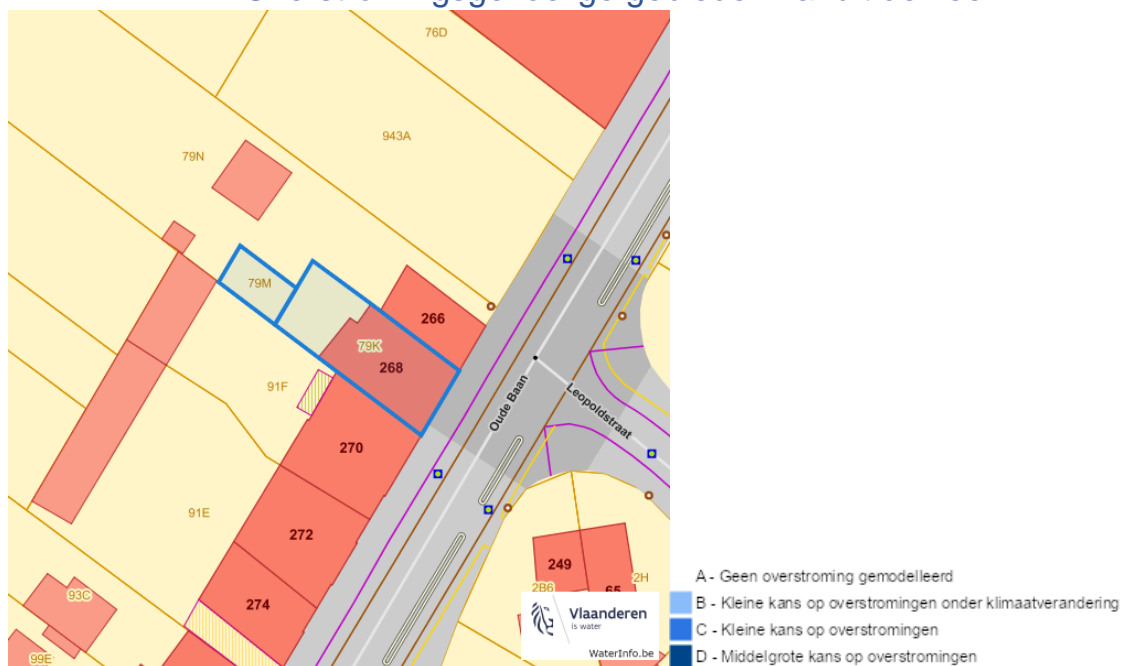 76D
943A
79N
79M
266
79K
268
91F
Oude Baan
Leopoldstraat
270
91E
272
249
2H
2B6
65
93C
274
99E
Vlaanderen
is water
WaterInfo.be
A - Geen overstroming gemodelleerd
B - Kleine kans op overstromingen onder klimaatverandering
C - Kleine kans op overstromingen
D - Middelgrote kans op overstromingen